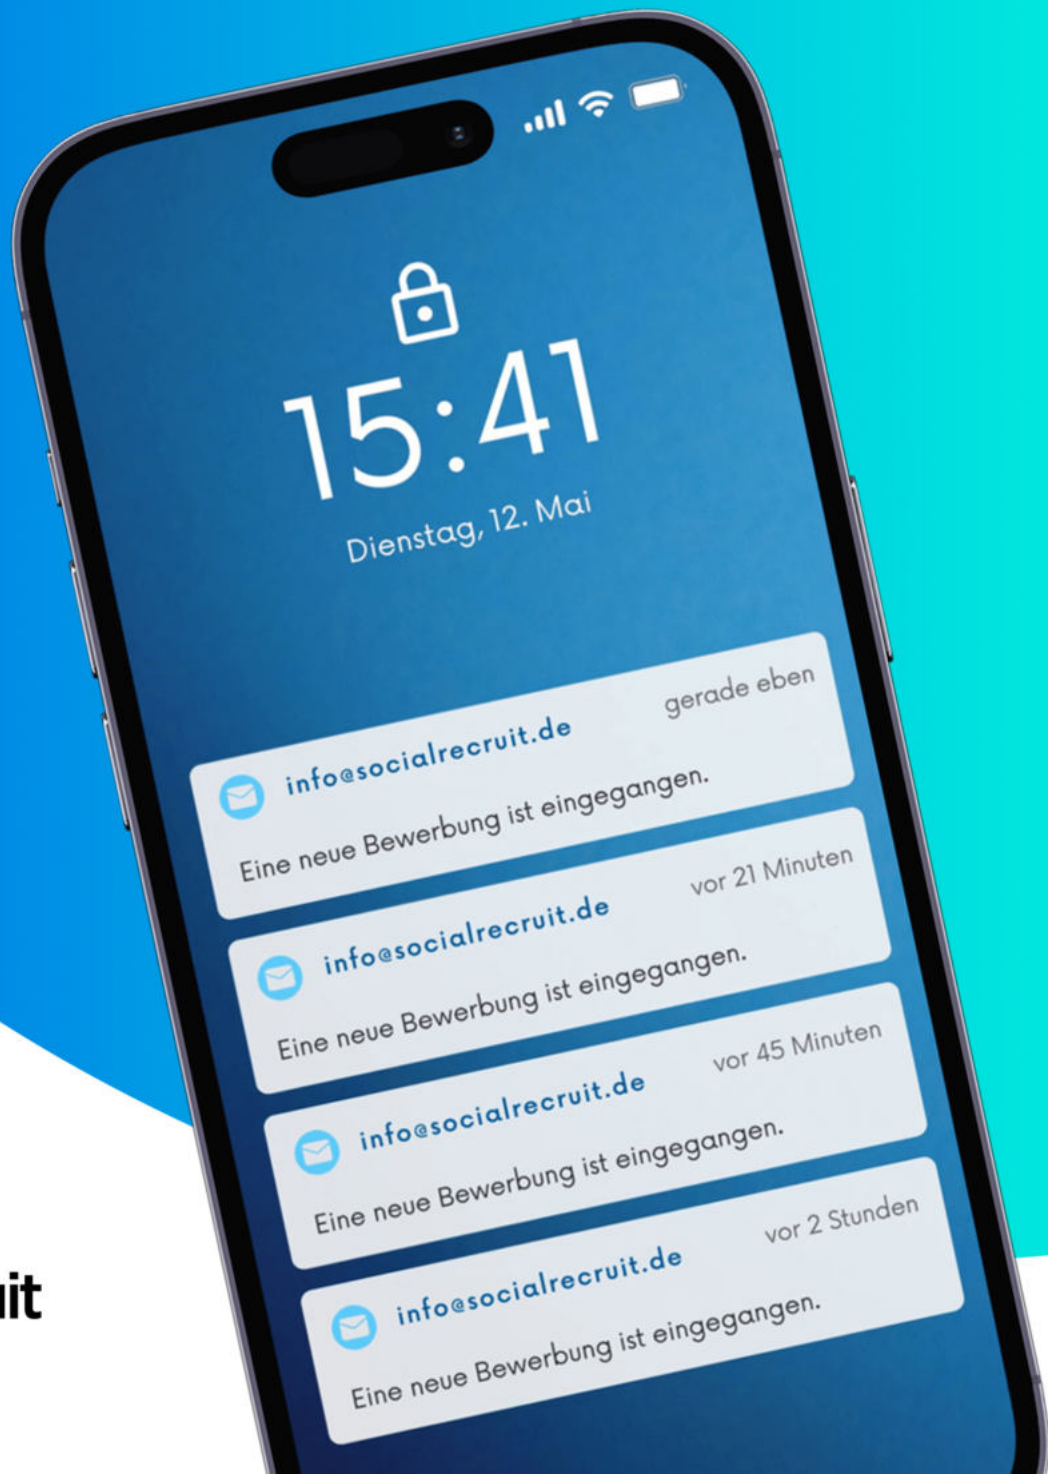 15:41
Dienstag, 12. Mai
info@socialrecruit.de gerade eben
Eine neue Bewerbung ist eingegangen.
info@socialrecruit.de vor 21 Minuten
Eine neue Bewerbung ist eingegangen.
info@socialrecruit.de vor 45 Minuten
Eine neue Bewerbung ist eingegangen.
info@socialrecruit.de vor 2 Stunden
Eine neue Bewerbung ist eingegangen.